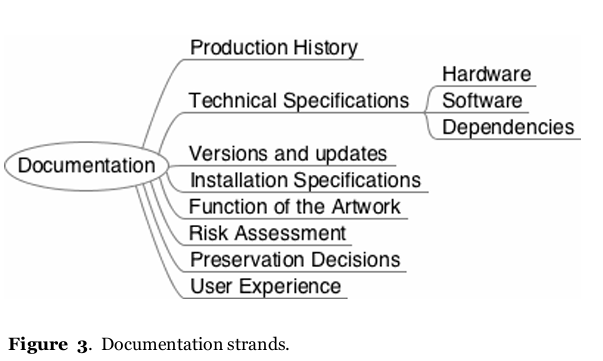 Production History
Hardware
Technical Specifications
Software
Dependencies
Documentation
Versions and updates
Installation Specifications
Function of the Artwork
Risk Assessment
Preservation Decisions
User Experience
Figure 3. Documentation strands.